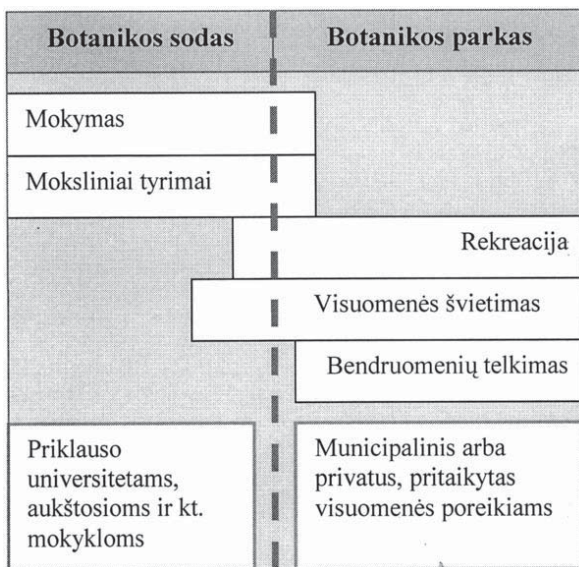 Botanikos sodas
Botanikos parkas
Mokymas
Moksliniai tyrimai
Rekreacija
Visuomenės švietimas
Bendruomenių telkimas
Priklauso
universitetams,
aukštosioms ir kt.
mokykloms
Municipalinis arba
privatus, pritaikytas
visuomenės poreikiams